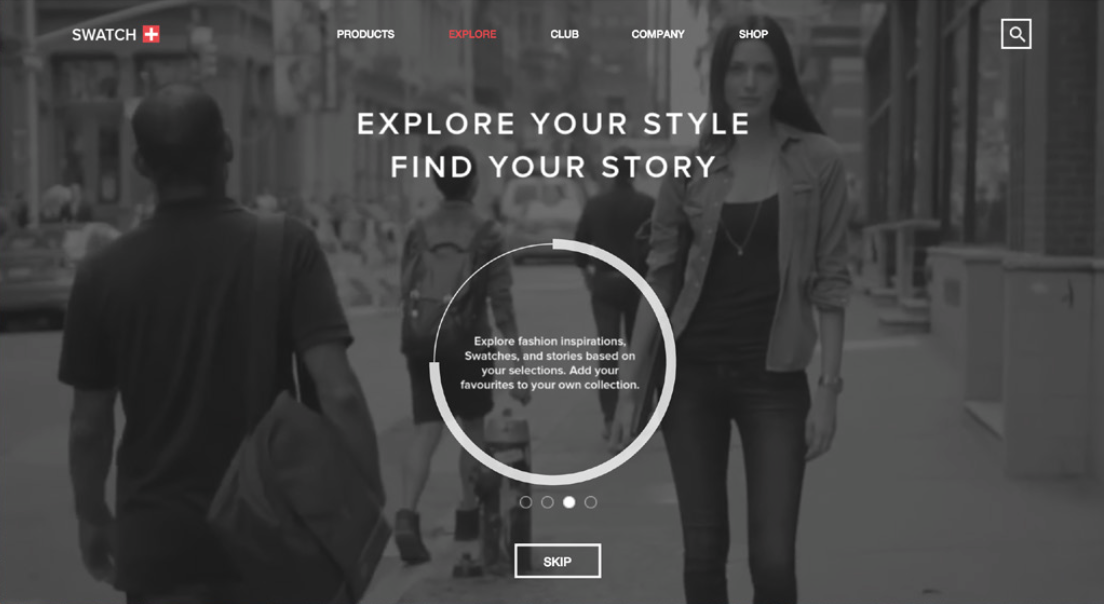 SWATCH
PRODUCTS EXPLORE CLUB COMPANY SHOP
EXPLORE YOUR STYLE
FIND YOUR STORY
Explore fashion inspirations,
Swatches, and stories based on
your selections. Add your
favourites to your own collection.
SKIP